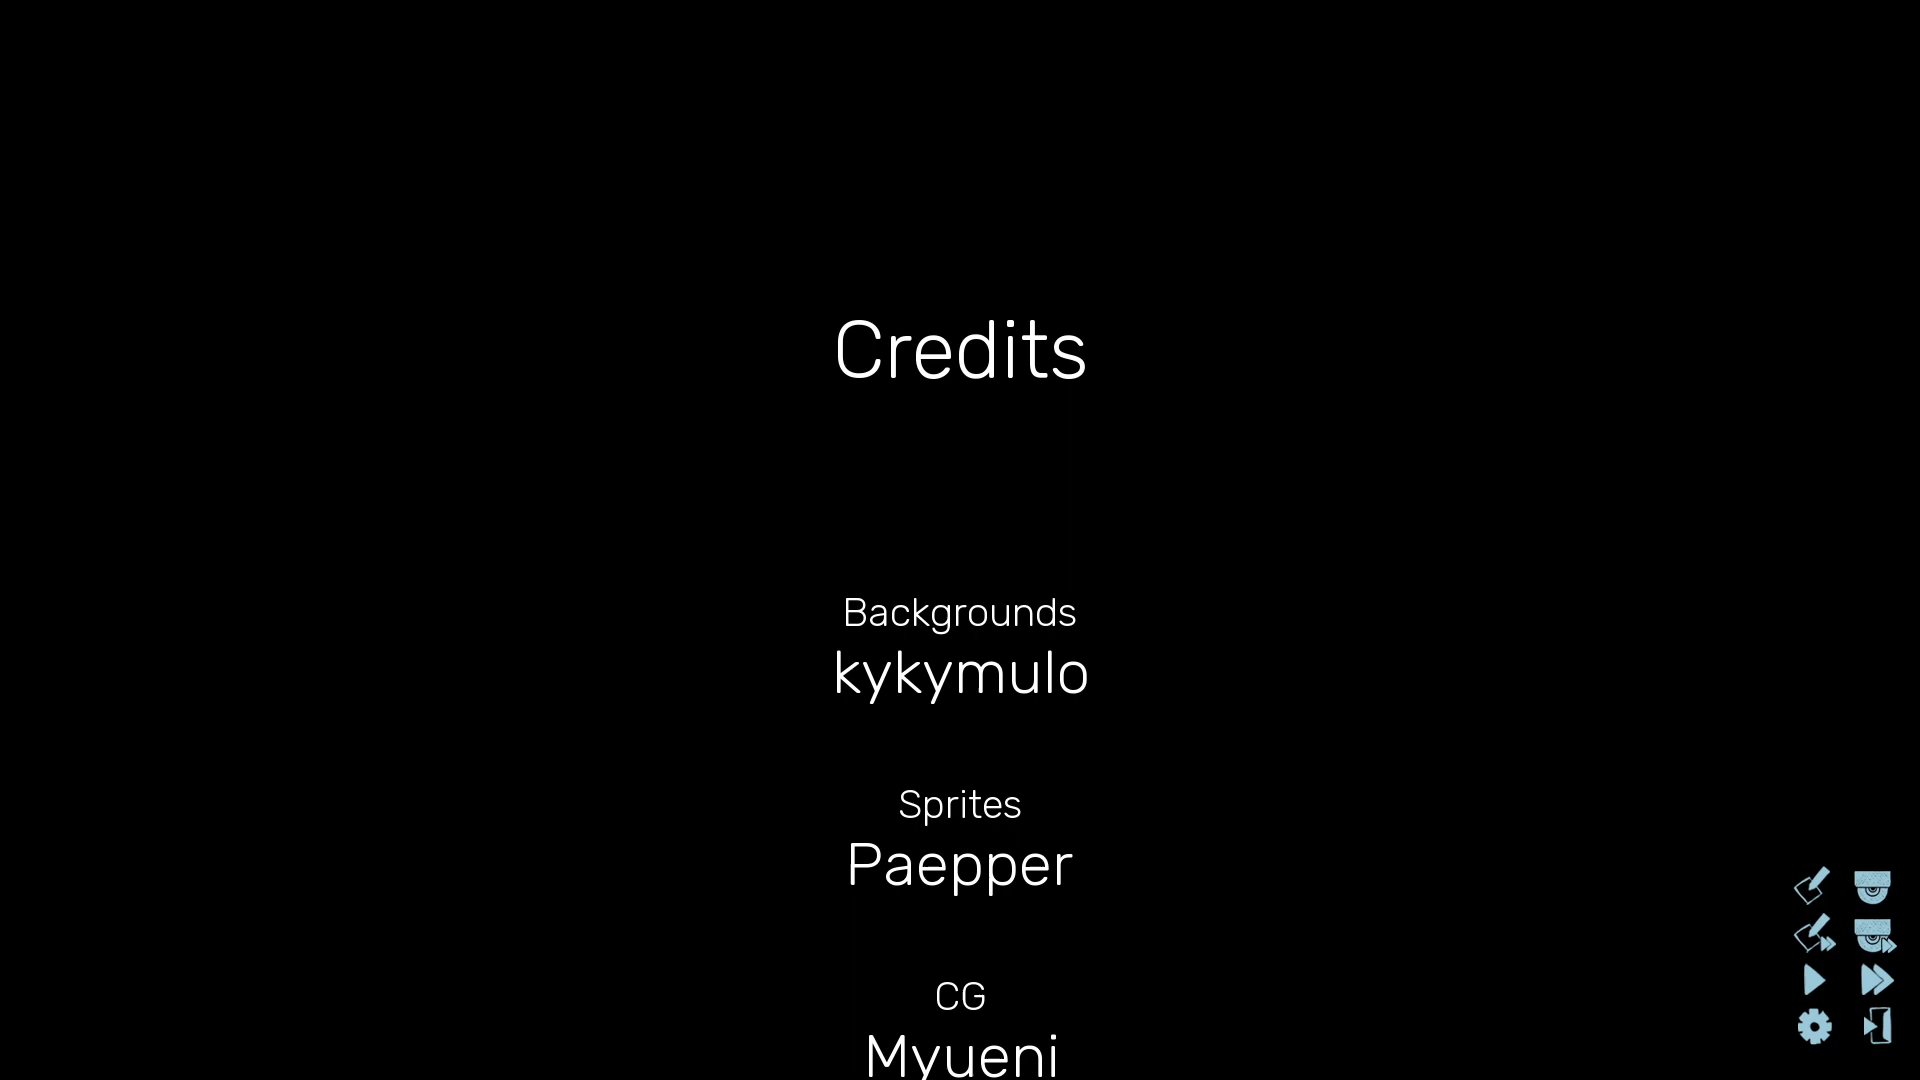 Credits
Backgrounds
kykymulo
Sprites
Paepper
CG
Myueni